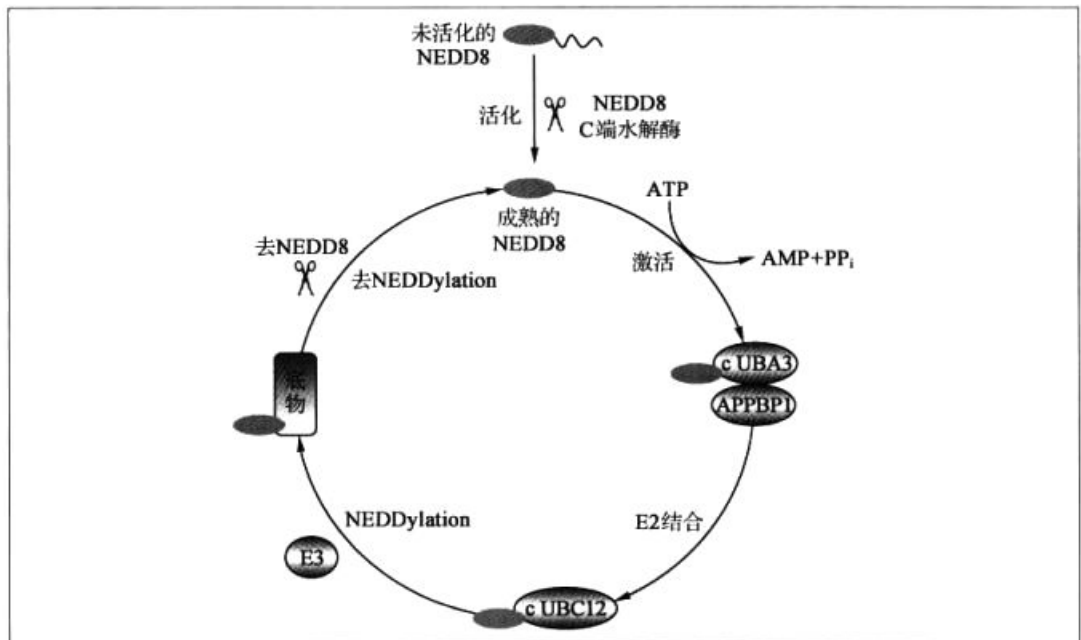 未活化的
NEDD8
活化
NEDD8
C端水解酶
ATP
成熟的
NEDD8
激活
AMP+PPi
去NEDD8
去NEDDylation
c UBA3
APPBP1
底物
E2结合
NEDDylation
E3
c UBC12